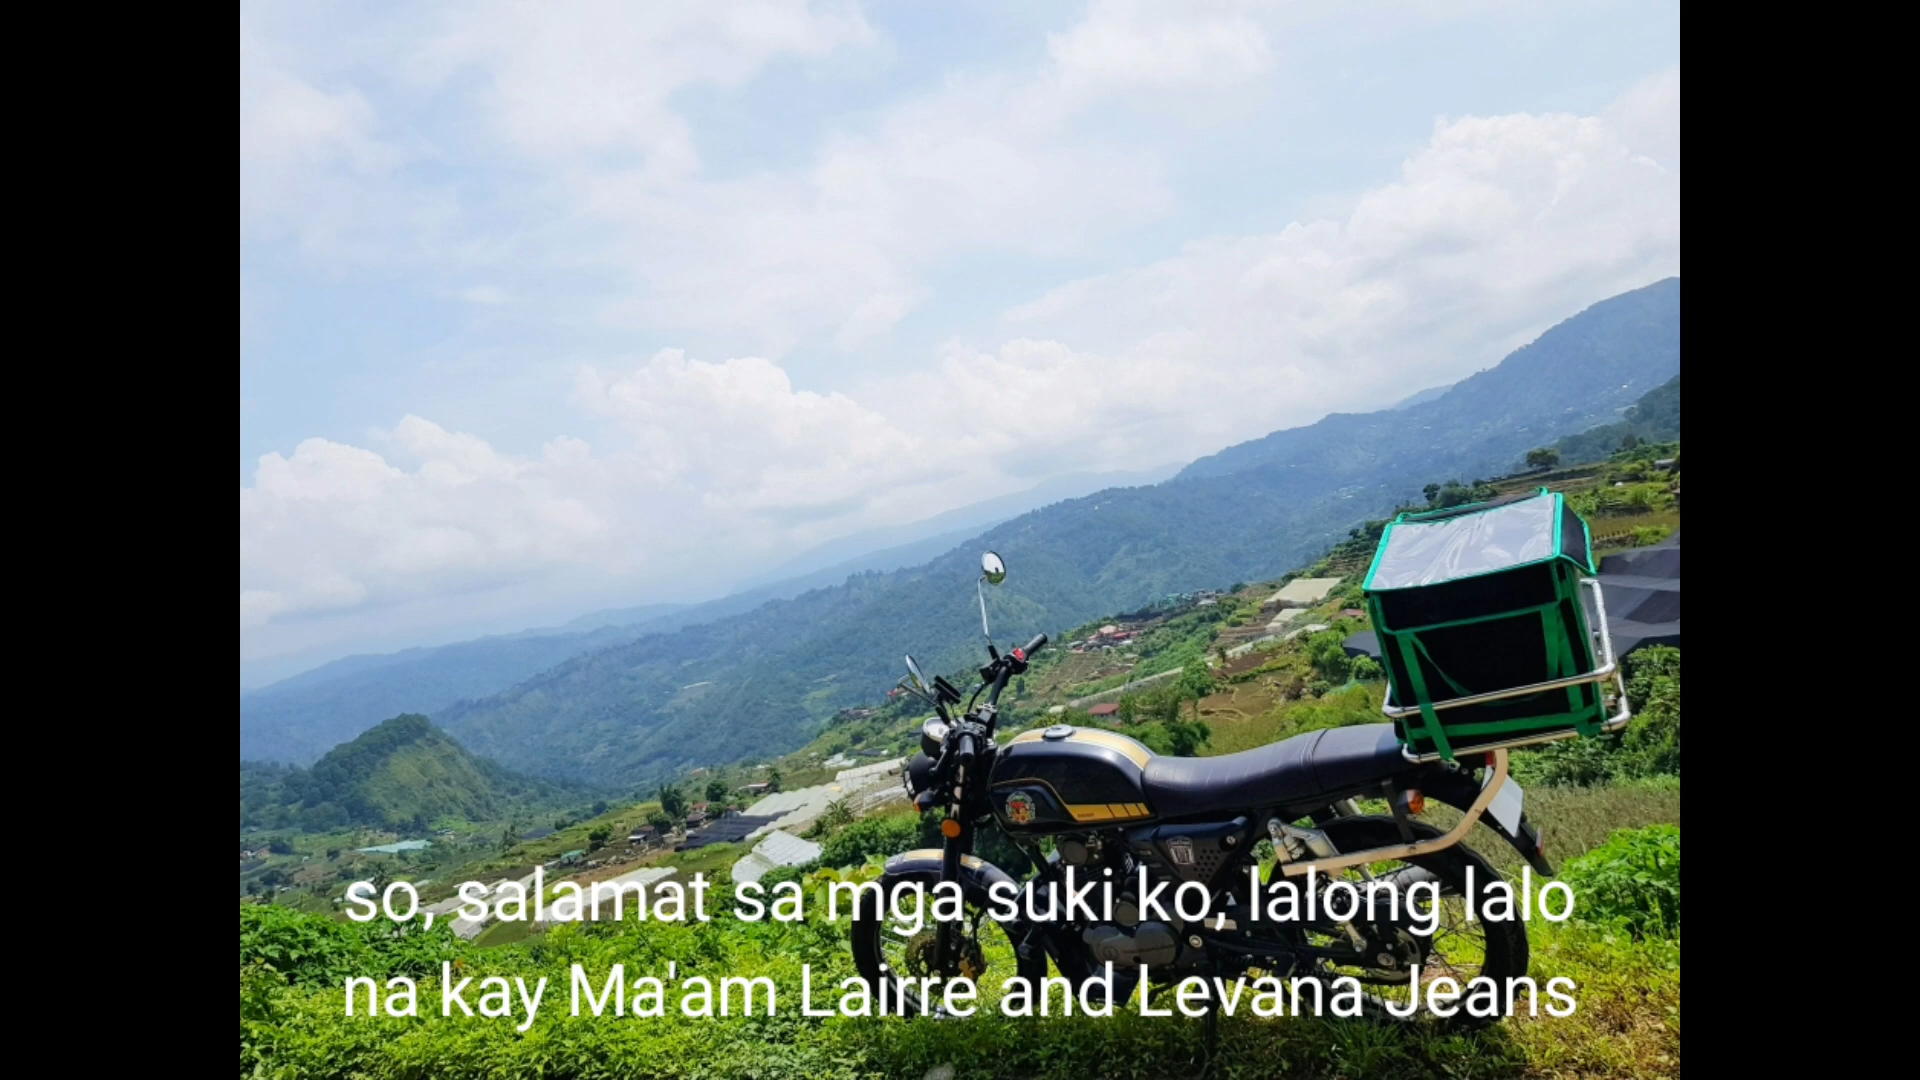 so, salamat sa mga suki ko, lalong lalo
na kay Ma'am Lairre and Levana Jeans